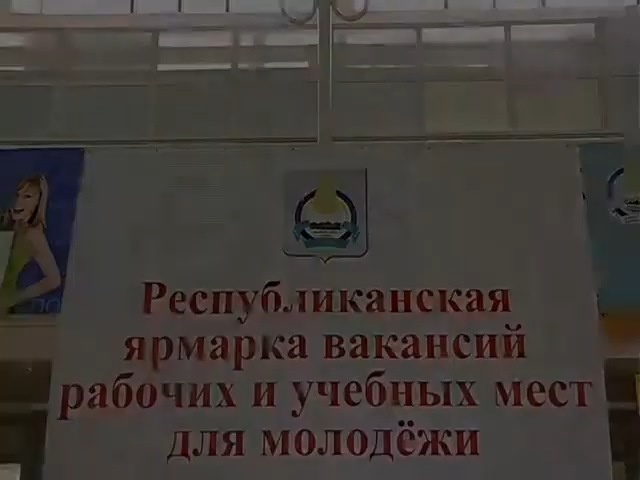 Республиканская
ярмарка вакансий
рабочих и учебных мест
для молодёжи